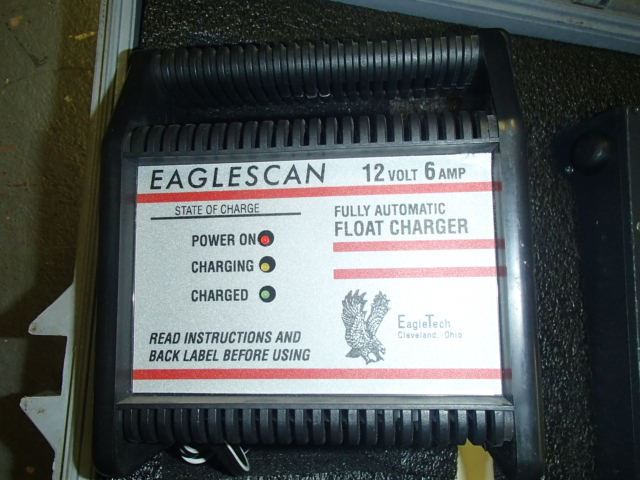 EAGLESCAN 12 VOLT 6 AMP
STATE OF CHARGE
POWER ON
CHARGING
CHARGED
READ INSTRUCTIONS AND
BACK LABEL BEFORE USING
FULLY AUTOMATIC
FLOAT CHARGER
EagleTech
Cleveland, Ohio